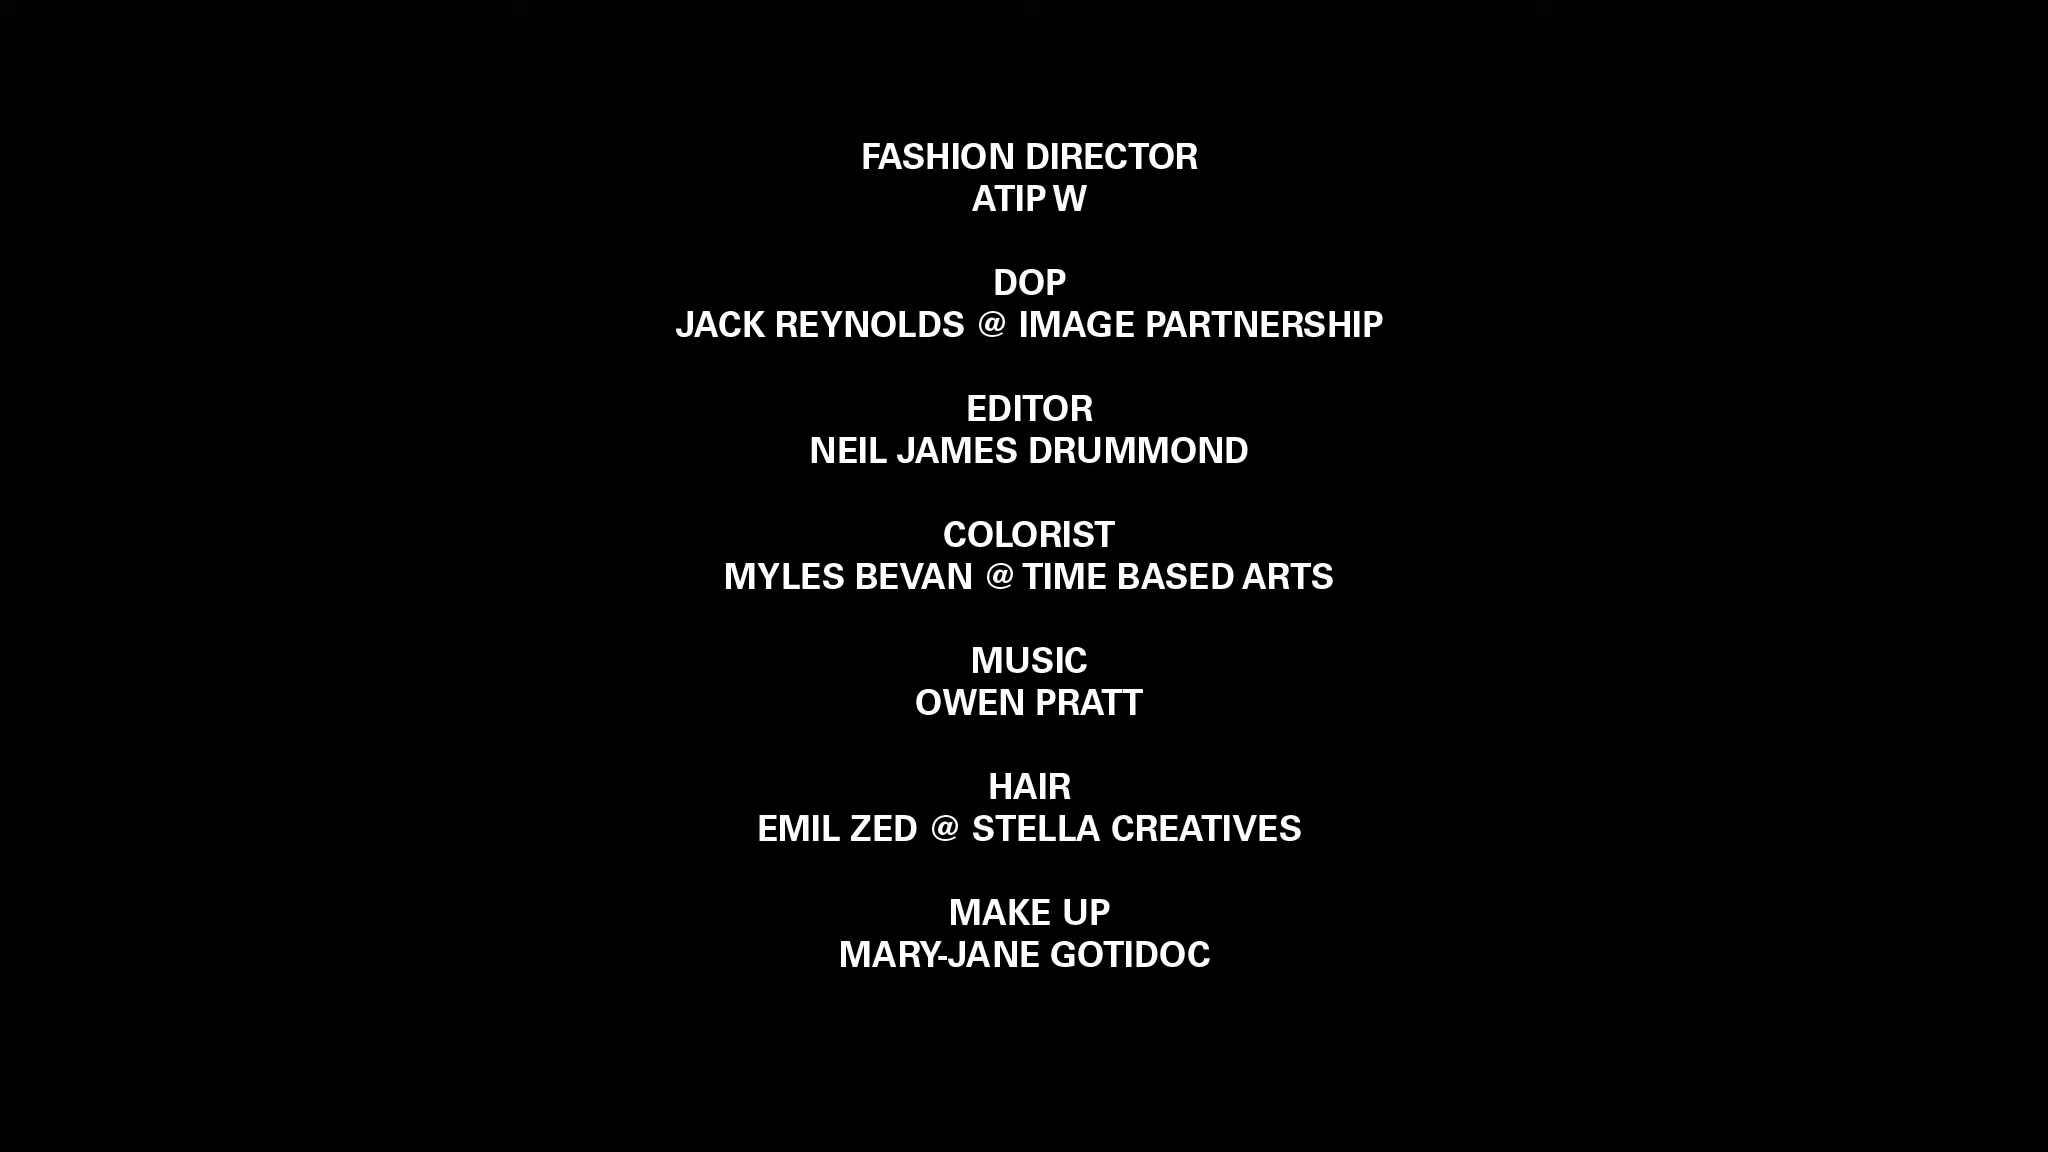 FASHION DIRECTOR
ATIP W
DOP
JACK REYNOLDS @ IMAGE PARTNERSHIP
EDITOR
NEIL JAMES DRUMMOND
COLORIST
MYLES BEVAN @ TIME BASED ARTS
MUSIC
OWEN PRATT
HAIR
EMIL ZED @ STELLA CREATIVES
MAKE UP
MARY-JANE GOTIDOC